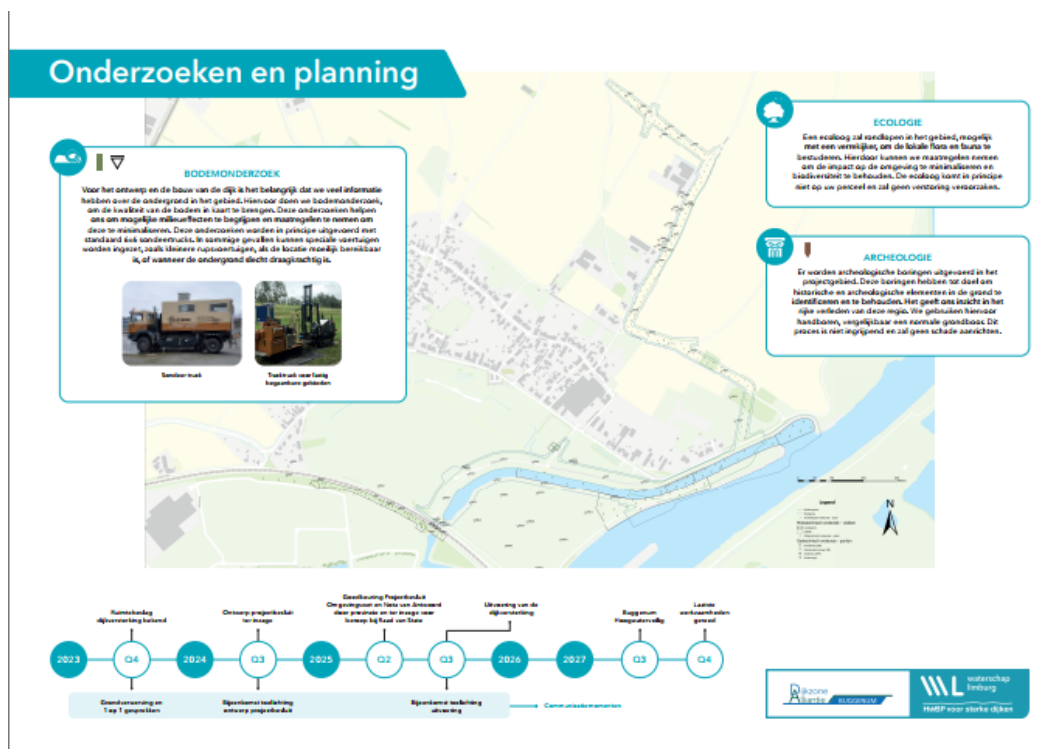 Onderzoeken en planning
BODEMONDERZOEK
Voor het ontwerp en de bouw van de dijk is het belangrijk dat we veel informatie
hebben over de ondergrond in het gebied. Hiervoor doen we bodemonderzoek,
om de kwaliteit van de bodem in kaart te brengen. Deze onderzoeken helpen
ons om mogelijke milieueffecten te begrijpen en maatregelen te nemen om
deze te minimaliseren. Deze onderzoeken worden in principe uitgevoerd met
standaard 6x6 sondeertrucks. In sommige gevallen kunnen speciale voertuigen
worden ingezet, zoals kleinere rupsvoertuigen, als de locatie moeilijk bereikbaar
is, of wanneer de ondergrond slecht draagkrachtig is.
Sondeer truck
Tracktruck voor lastig
begaanbare gebieden
ECOLOGIE
Een ecoloog zal rondlopen in het gebied, mogelijk
met een verrekijker, om de lokale flora en fauna te
bestuderen. Hierdoor kunnen we maatregelen nemen
om de impact op de omgeving te minimaliseren en
biodiversiteit te behouden. De ecoloog komt in principe
niet op uw perceel en zal geen verstoring veroorzaken.
ARCHEOLOGIE
Er worden archeologische boringen uitgevoerd in het
projectgebied. Deze boringen hebben tot doel om
historische en archeologische elementen in de grond te
identificeren en te behouden. Het geeft ons inzicht in het
rijke verleden van deze regio. We gebruiken hiervoor
handboren, vergelijkbaar een normale grondboor. Dit
proces is niet ingrijpend en zal geen schade aanrichten.
Legend
N
Ruimtebeslag
dijkversterking bekend
Ontwerp projectbesluit
ter inzage
Goedkeuring Projectbesluit
Omgevingswet en Nota van Antwoord
door provincie en ter inzage voor
beroep bij Raad van State
Uitvoering van de
dijkversterking
Buggenum
Hoogwaterveilig
Laatste
werkzaamheden
gereed
2023 Q4 2024 Q3 2025 Q2 Q3 2026 2027 Q3 Q4
Grondverwerving en
1 op 1 gesprekken
Bijeenkomst toelichting
ontwerp projectbesluit
Bijeenkomst toelichting
uitvoering
Communicatiemomenten
Dijkzone
Alliantie BUGGENUM
waterschap
limburg
HWBP voor sterke dijken